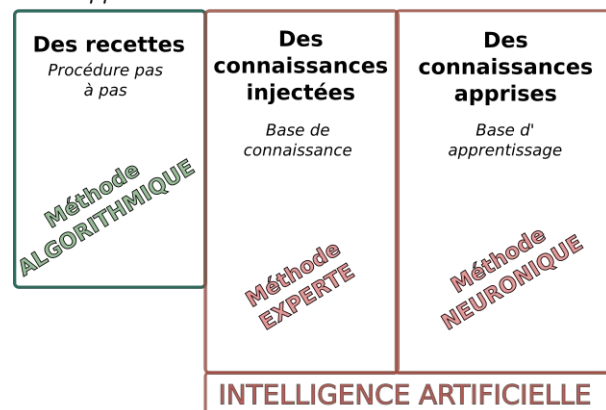 Des recettes
Procédure pas
à pas
Méthode
ALGORITHMIQUE
Des
connaissances
injectées
Base de
connaissance
Méthode
EXPERTE
Des
connaissances
apprises
Base d'
apprentissage
Méthode
NEURONIQUE
INTELLIGENCE ARTIFICIELLE